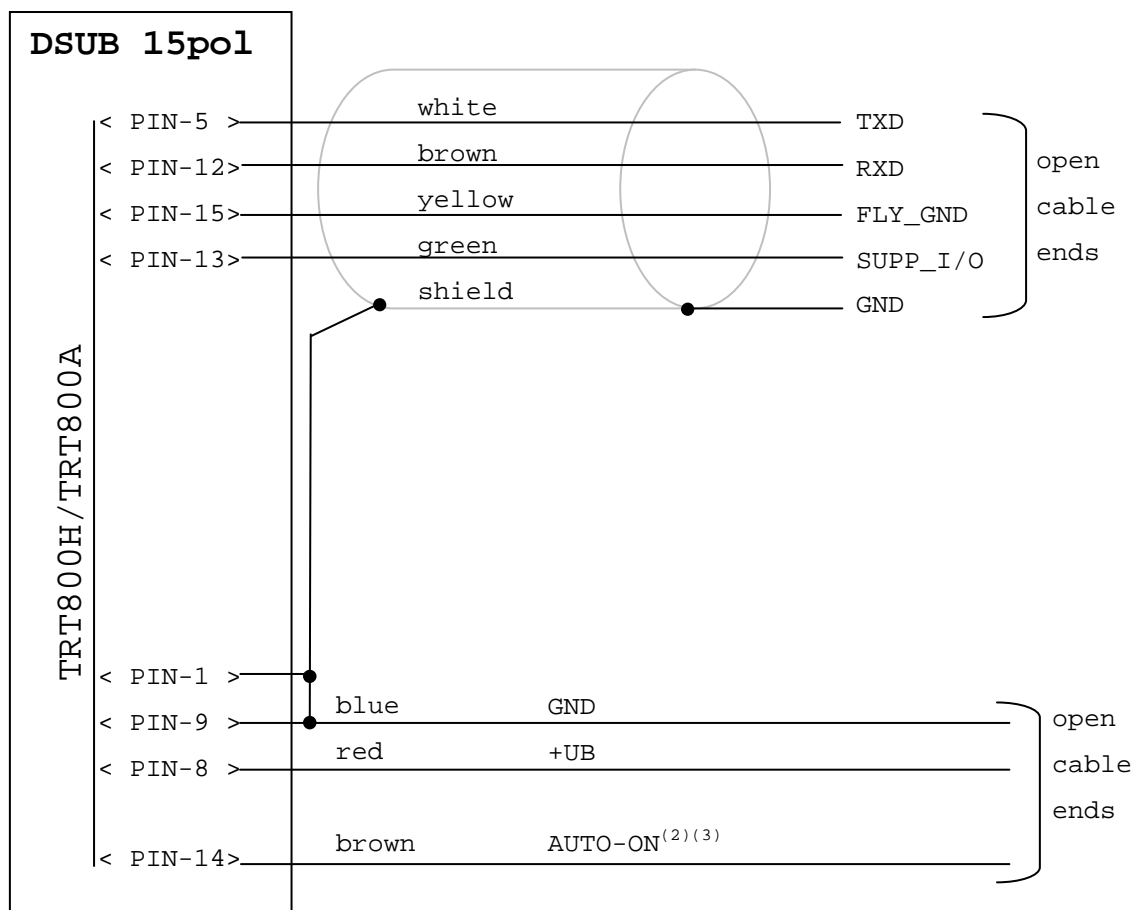 DSUB 15pol
< PIN-5 > white TXD
< PIN-12> brown RXD
< PIN-15> yellow FLY_GND
< PIN-13> green SUPP_I/O
shield GND
open
cable
ends
TRT800H/TRT800A
< PIN-1 >
< PIN-9 > blue GND
< PIN-8 > red +UB
< PIN-14> brown AUTO-ON(2)(3)
open
cable
ends